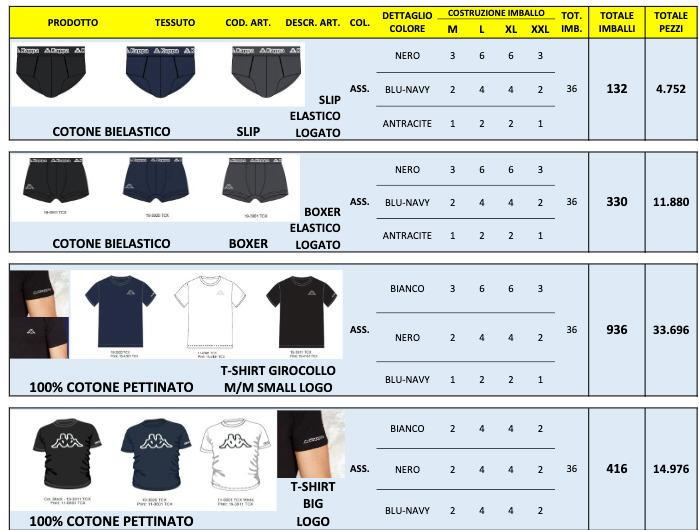 PRODOTTO TESSUTO COD. ART. DESCR. ART. COL. DETTAGLIO COLORE COSTRUZIONE IMBALLO M L XL XXL TOT. IMB. TOTALE IMBALLI TOTALE PEZZI
NERO 3 6 6 3
SLIP ELASTICO LOGATO ASS. BLU-NAVY 2 4 4 2 36 132 4.752
ANTRACITE 1 2 2 1
COTONE BIELASTICO SLIP
NERO 3 6 6 3
BOXER ELASTICO LOGATO ASS. BLU-NAVY 2 4 4 2 36 330 11.880
ANTRACITE 1 2 2 1
COTONE BIELASTICO BOXER
BIANCO 3 6 6 3
ASS. NERO 2 4 4 2 36 936 33.696
BLU-NAVY 1 2 2 1
T-SHIRT GIROCOLLO
100% COTONE PETTINATO M/M SMALL LOGO
BIANCO 2 4 4 2
ASS. NERO 2 4 4 2 36 416 14.976
BLU-NAVY 2 4 4 2
T-SHIRT
BIG
100% COTONE PETTINATO LOGO